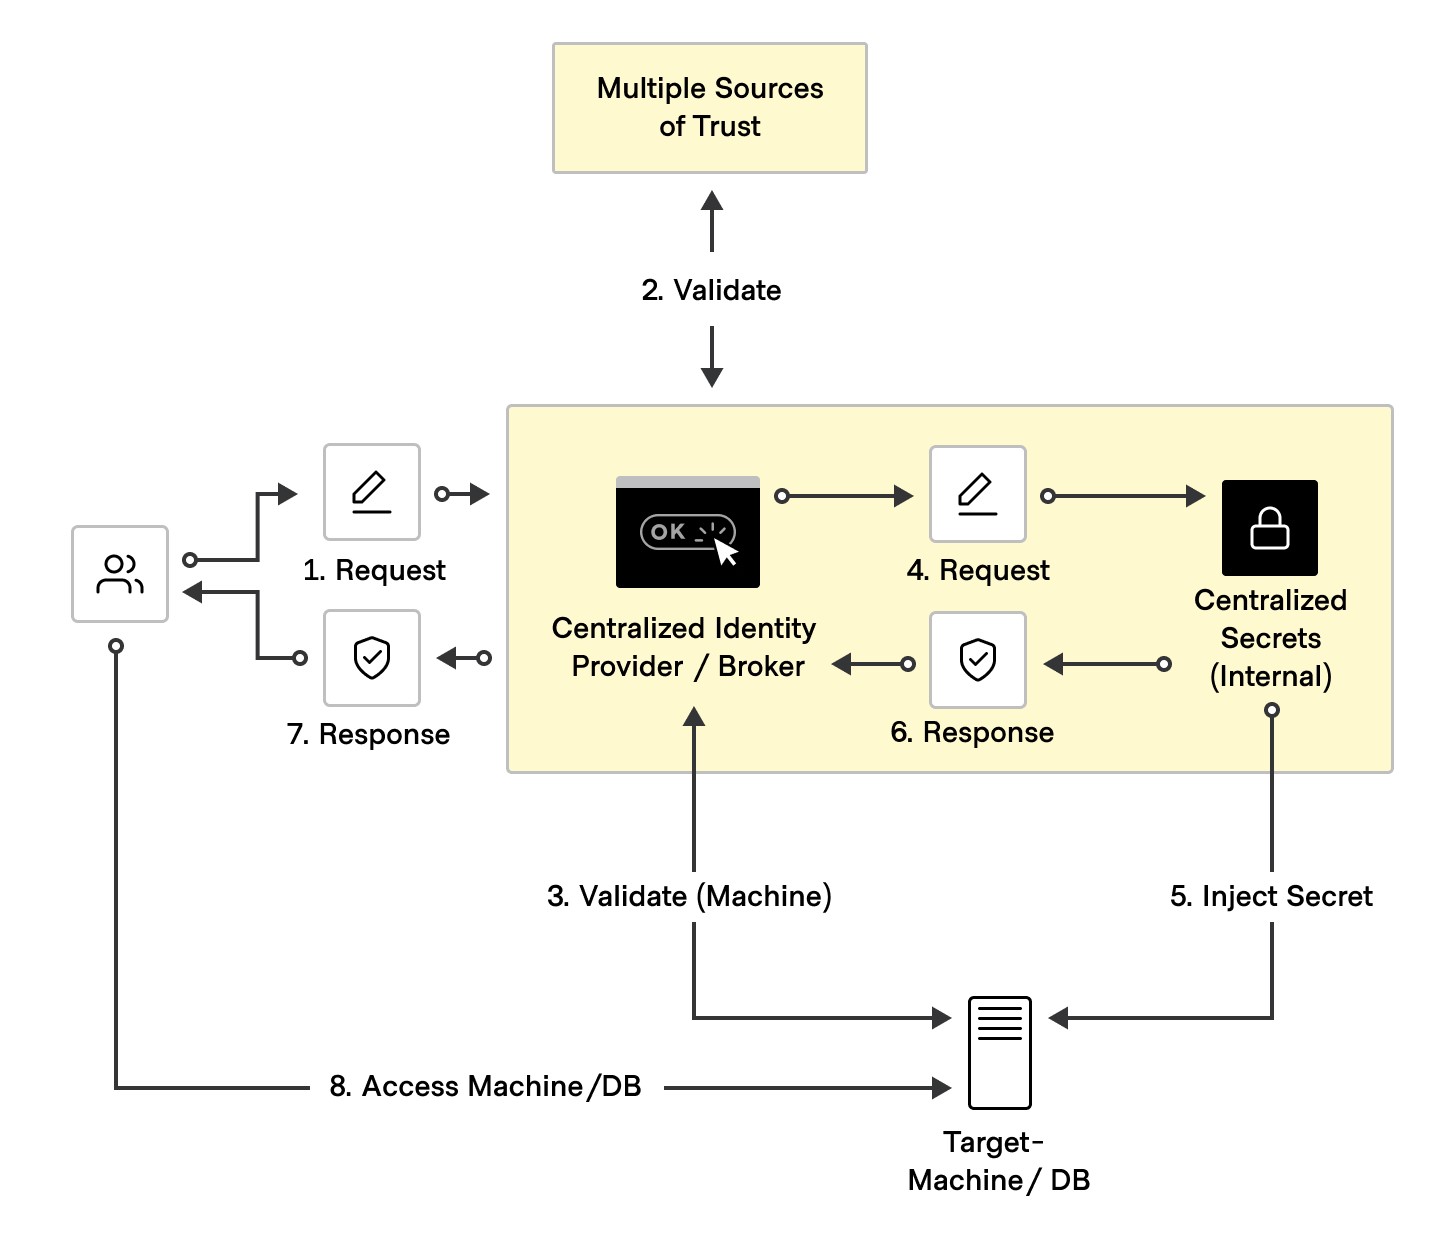 Multiple Sources
of Trust
2. Validate
1. Request
OK
4. Request
Centralized Identity
Provider / Broker
Centralized
Secrets
(Internal)
7. Response
6. Response
3. Validate (Machine)
5. Inject Secret
8. Access Machine/DB
Target-
Machine/ DB